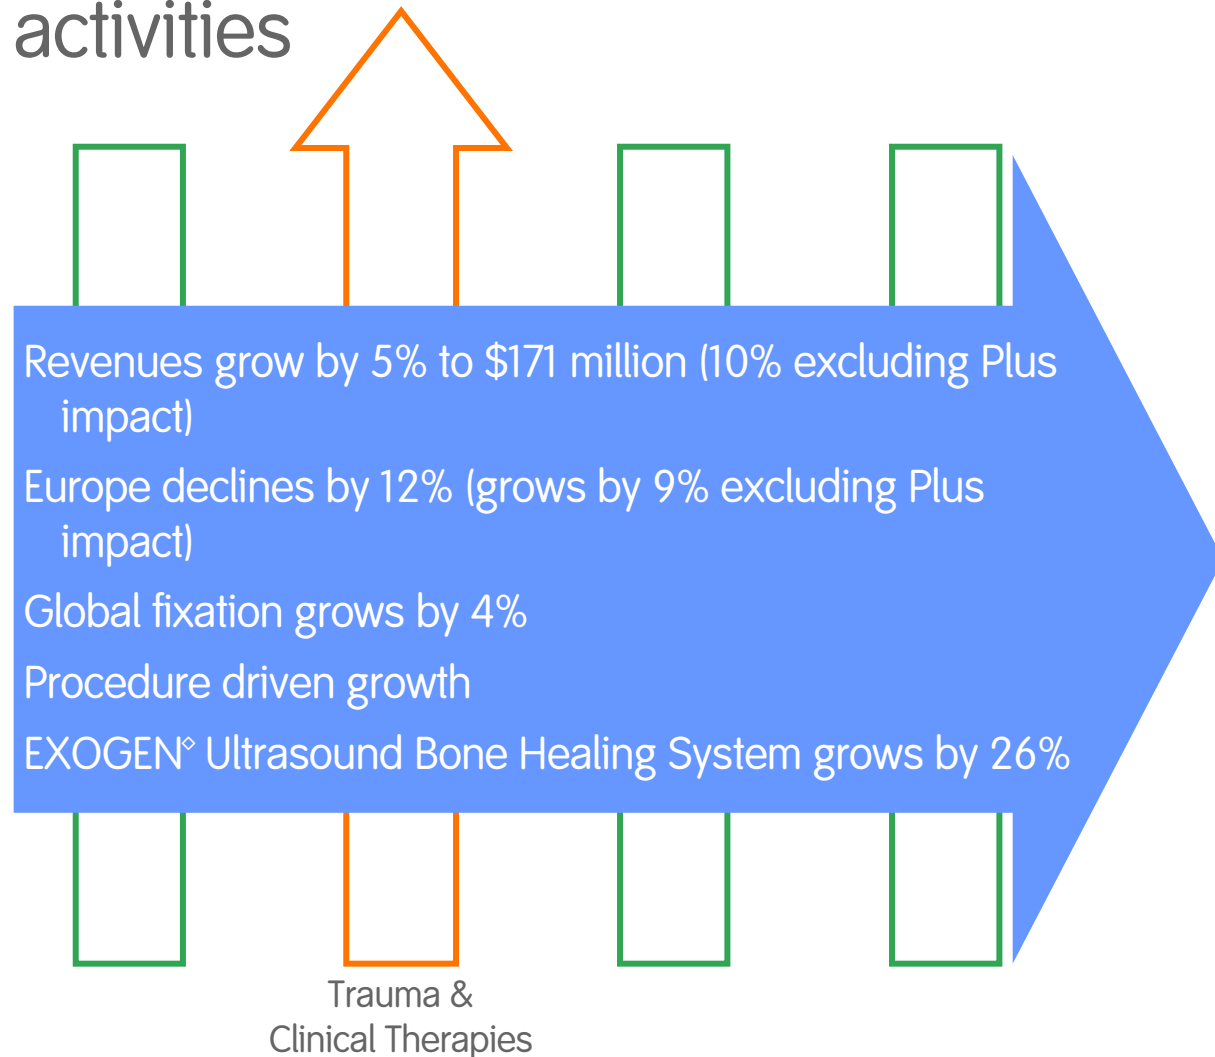 activities
Revenues grow by 5% to $171 million (10% excluding Plus
impact)
Europe declines by 12% (grows by 9% excluding Plus
impact)
Global fixation grows by 4%
Procedure driven growth
EXOGEN◊ Ultrasound Bone Healing System grows by 26%
Trauma &
Clinical Therapies